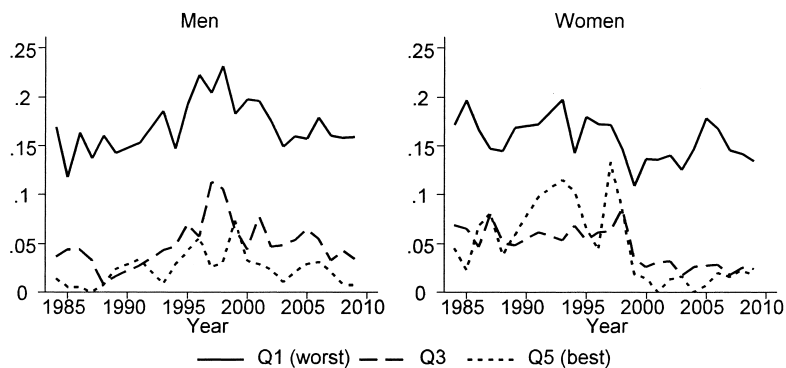 Men Women
.25 .25
.2 .2
.15 .15
.1 .1
.05 .05
0 0
1985 1990 1995 2000 2005 2010 1985 1990 1995 2000 2005 2010
Year Year
Q1 (worst) Q3 Q5 (best)